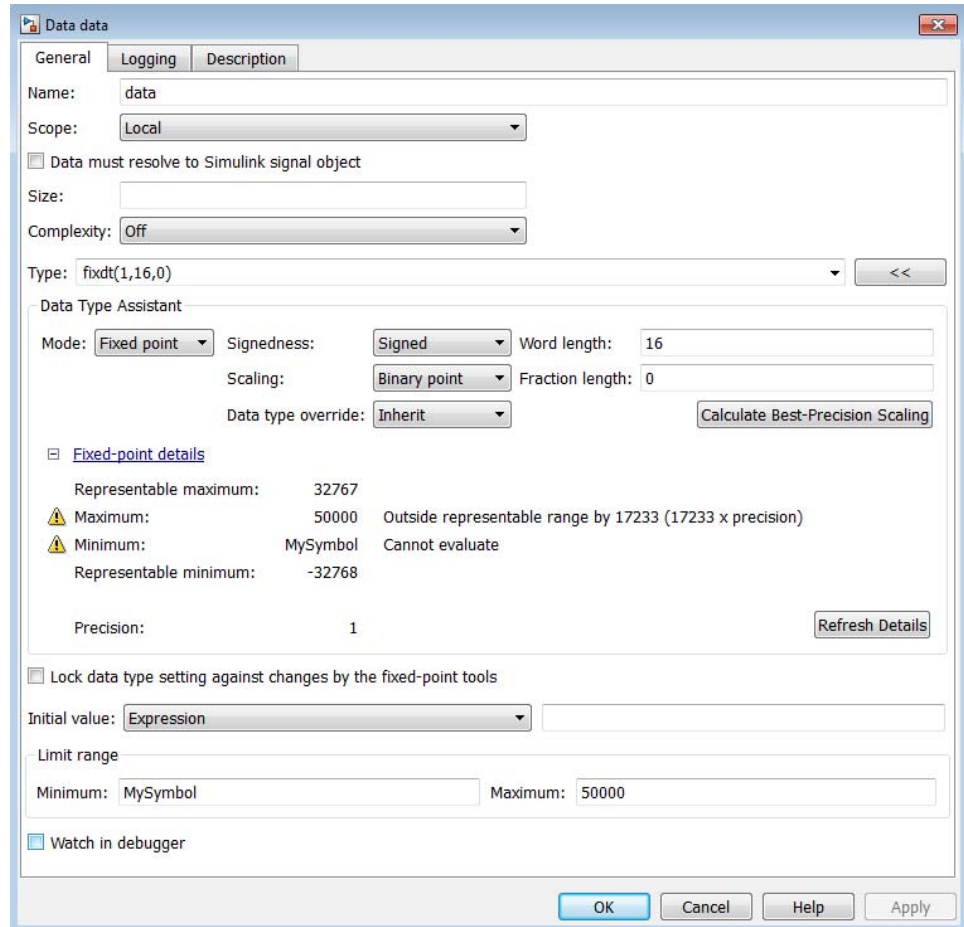 Data data
General Logging Description
Name: data
Scope: Local
Data must resolve to Simulink signal object
Size:
Complexity: Off
Type: fixdt(1,16,0) <<
Data Type Assistant
Mode: Fixed point Signedness: Signed Word length: 16
Scaling: Binary point Fraction length: 0
Data type override: Inherit Calculate Best-Precision Scaling
Fixed-point details
Representable maximum: 32767
Maximum: 50000 Outside representable range by 17233 (17233 x precision)
Minimum: MySymbol Cannot evaluate
Representable minimum: -32768
Precision: 1 Refresh Details
Lock data type setting against changes by the fixed-point tools
Initial value: Expression
Limit range
Minimum: MySymbol Maximum: 50000
Watch in debugger
OK Cancel Help Apply